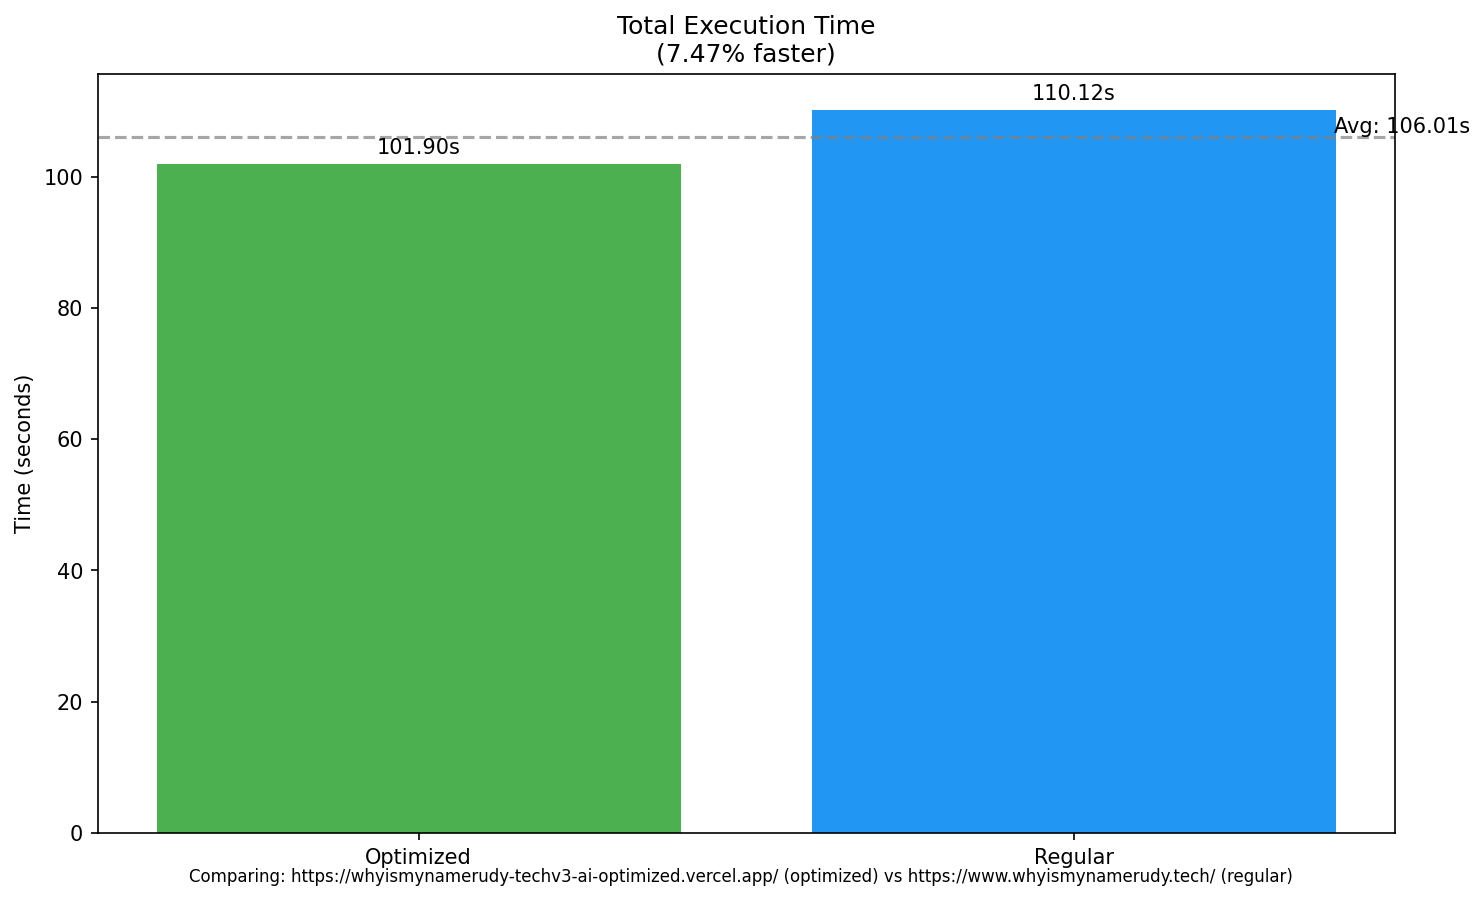 Total Execution Time
(7.47% faster)
110.12s
Avg: 106.01s
101.90s
100
80
60
40
20
0
Time (seconds)
Optimized
Regular
Comparing: https://whyismynamerudy-techv3-ai-optimized.vercel.app/ (optimized) vs https://www.whyismynamerudy.tech/ (regular)